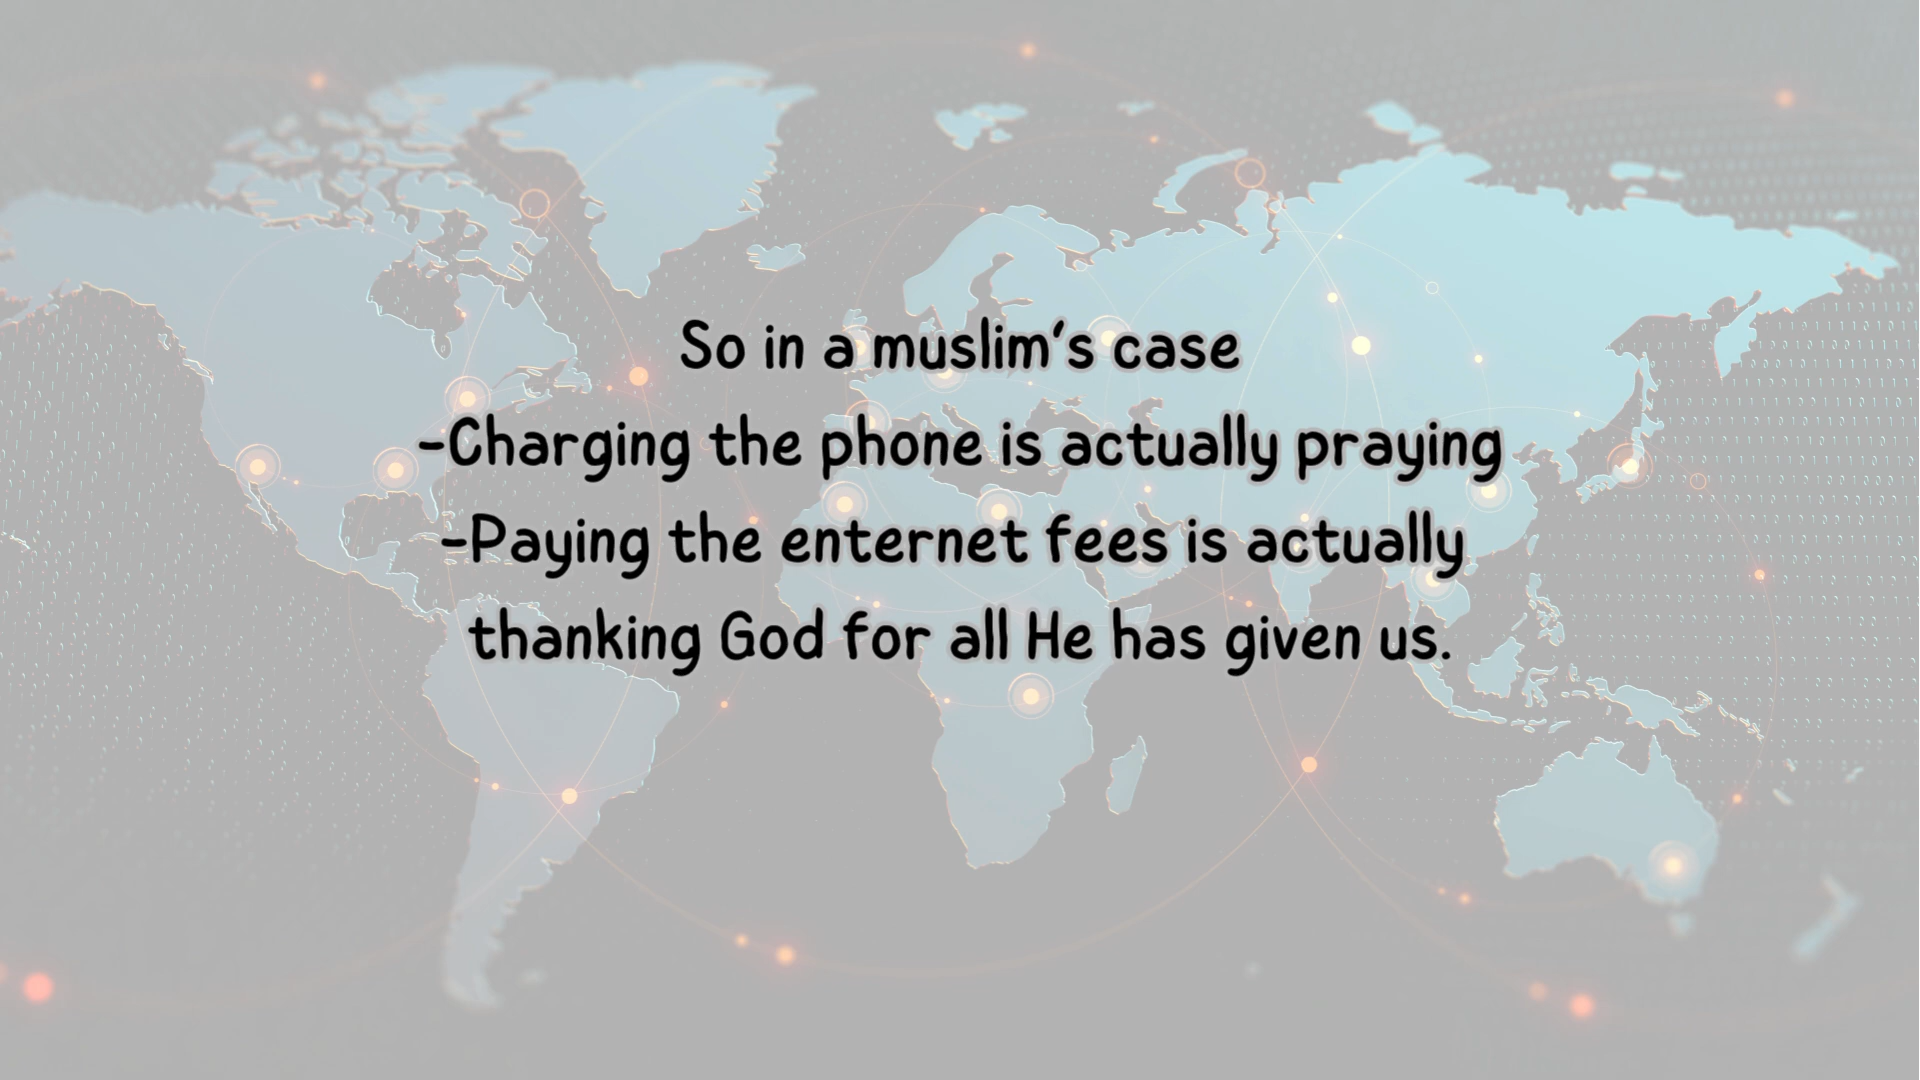 So in a muslim's case
-Charging the phone is actually praying
-Paying the enternet fees is actually
thanking God for all He has given us.